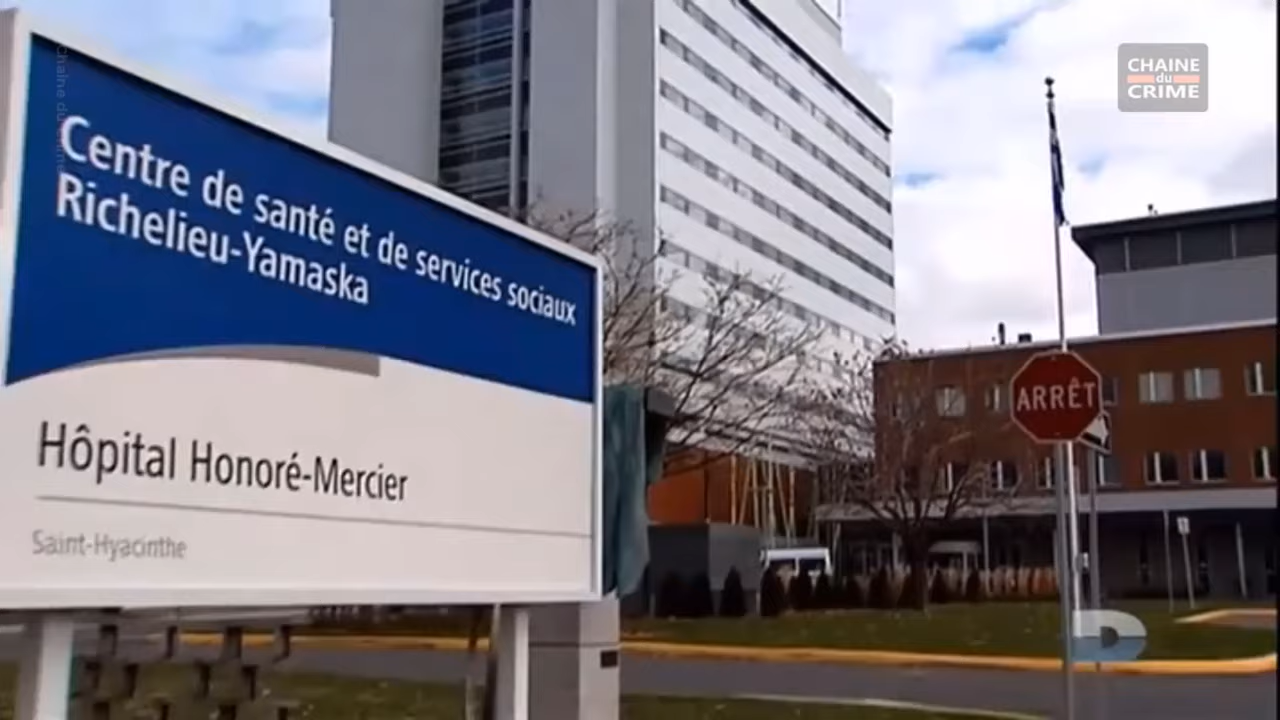 Centre de santé et de services sociaux
Richelieu-Yamaska
Hôpital Honoré-Mercier
Saint-Hyacinthe
CHAINE
du
CRIME
ARRÊT
D